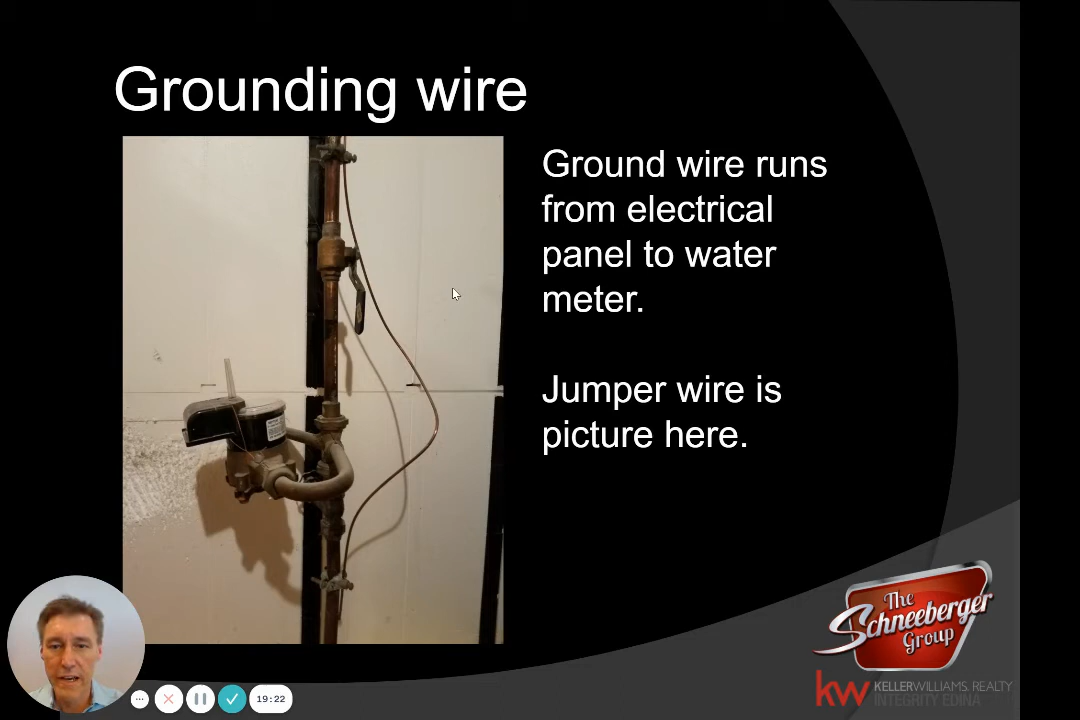 Grounding wire
Ground wire runs
from electrical
panel to water
meter.
Jumper wire is
picture here.
The
Schneeberger
Group
kw KELLERWILLIAMS. REALTY
INTEGRITY EDINA
19:22